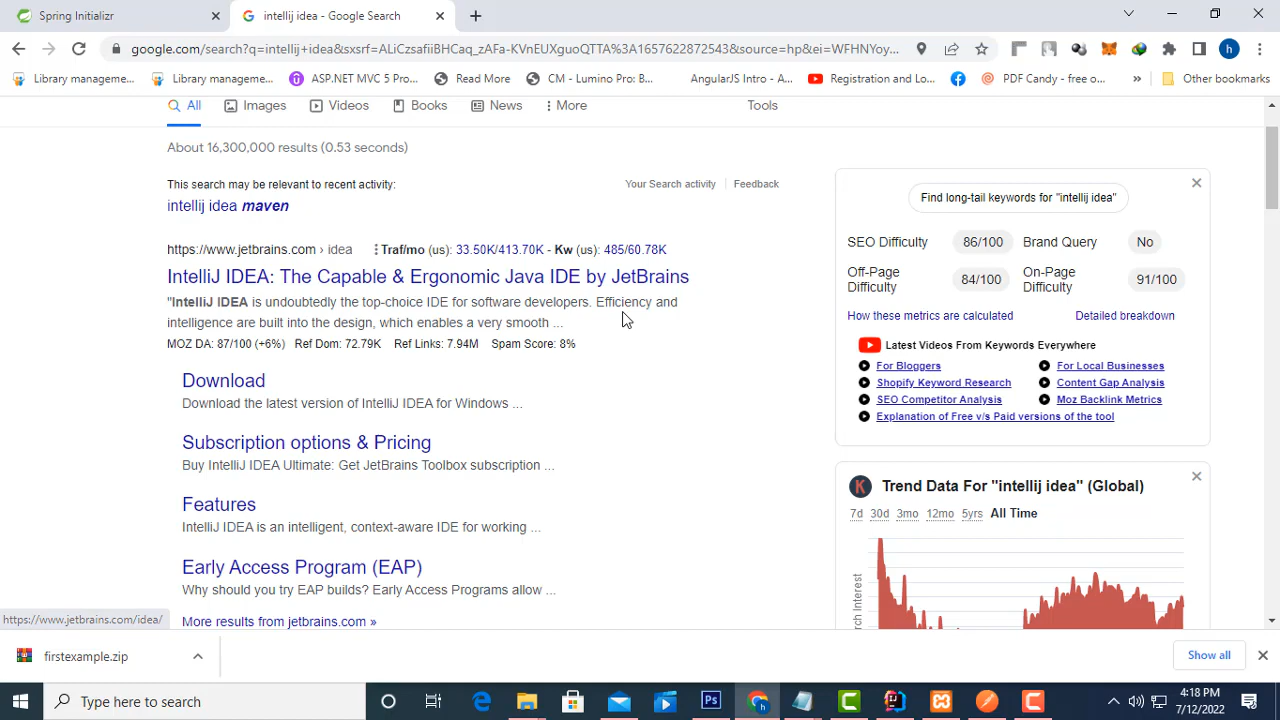 Spring Initializr
intellij idea - Google Search
google.com/search?q=intellij+idea&sxsrf=ALiCzsafiiBHCaq_zAFa-KVnEUXguoQTTA%3A1657622872543&source=hp&ei=WFHNYoy...
h
Library manageme...
Library manageme...
ASP.NET MVC 5 Pro...
Read More
CM - Lumino Pro: B...
AngularJS Intro - A...
Registration and Lo...
PDF Candy - free o...
»
Other bookmarks
All
Images
Videos
Books
News
More
Tools
About 16,300,000 results (0.53 seconds)
This search may be relevant to recent activity:
Your Search activity
Feedback
intellij idea maven
https://www.jetbrains.com › idea
Traf/mo (us): 33.50K/413.70K - Kw (us): 485/60.78K
IntelliJ IDEA: The Capable & Ergonomic Java IDE by JetBrains
"IntelliJ IDEA is undoubtedly the top-choice IDE for software developers. Efficiency and
intelligence are built into the design, which enables a very smooth ...
MOZ DA: 87/100 (+6%) Ref Dom: 72.79K Ref Links: 7.94M Spam Score: 8%
Download
Download the latest version of IntelliJ IDEA for Windows ...
Subscription options & Pricing
Buy IntelliJ IDEA Ultimate: Get JetBrains Toolbox subscription ...
Features
IntelliJ IDEA is an intelligent, context-aware IDE for working ...
Early Access Program (EAP)
Why should you try EAP builds? Early Access Programs allow ...
More results from jetbrains.com »
https://www.jetbrains.com/idea/
Find long-tail keywords for "intellij idea"
SEO Difficulty
86/100
Brand Query
No
Off-Page
Difficulty
84/100
On-Page
Difficulty
91/100
How these metrics are calculated
Detailed breakdown
Latest Videos From Keywords Everywhere
For Bloggers
For Local Businesses
Shopify Keyword Research
Content Gap Analysis
SEO Competitor Analysis
Moz Backlink Metrics
Explanation of Free v/s Paid versions of the tool
K
Trend Data For "intellij idea" (Global)
7d 30d 3mo 12mo 5yrs All Time
rch Interest
firstexample.zip
Show all
Type here to search
Ps
4:18 PM
7/12/2022